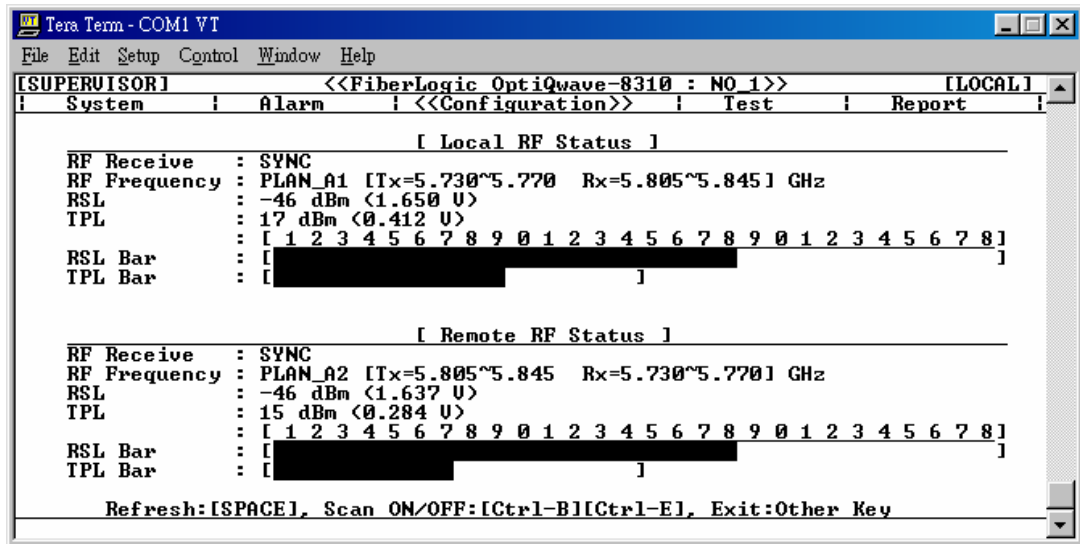 Tera Term - COM1 VT
File Edit Setup Control Window Help
[SUPERVISOR] <<FiberLogic OptiQwave-8310 : NO_1>> [LOCAL]
| System | Alarm | <<Configuration>> | Test | Report |
[ Local RF Status ]
RF Receive : SYNC
RF Frequency : PLAN_A1 [Tx=5.730~5.770 Rx=5.805~5.845] GHz
RSL : -46 dBm (1.650 V)
TPL : 17 dBm (0.412 V)
: [ 1 2 3 4 5 6 7 8 9 0 1 2 3 4 5 6 7 8 9 0 1 2 3 4 5 6 7 8]
RSL Bar : [ ]
TPL Bar : [ ]
[ Remote RF Status ]
RF Receive : SYNC
RF Frequency : PLAN_A2 [Tx=5.805~5.845 Rx=5.730~5.770] GHz
RSL : -46 dBm (1.637 V)
TPL : 15 dBm (0.284 V)
: [ 1 2 3 4 5 6 7 8 9 0 1 2 3 4 5 6 7 8 9 0 1 2 3 4 5 6 7 8]
RSL Bar : [ ]
TPL Bar : [ ]
Refresh:[SPACE], Scan ON/OFF:[Ctrl-B][Ctrl-E], Exit:Other Key